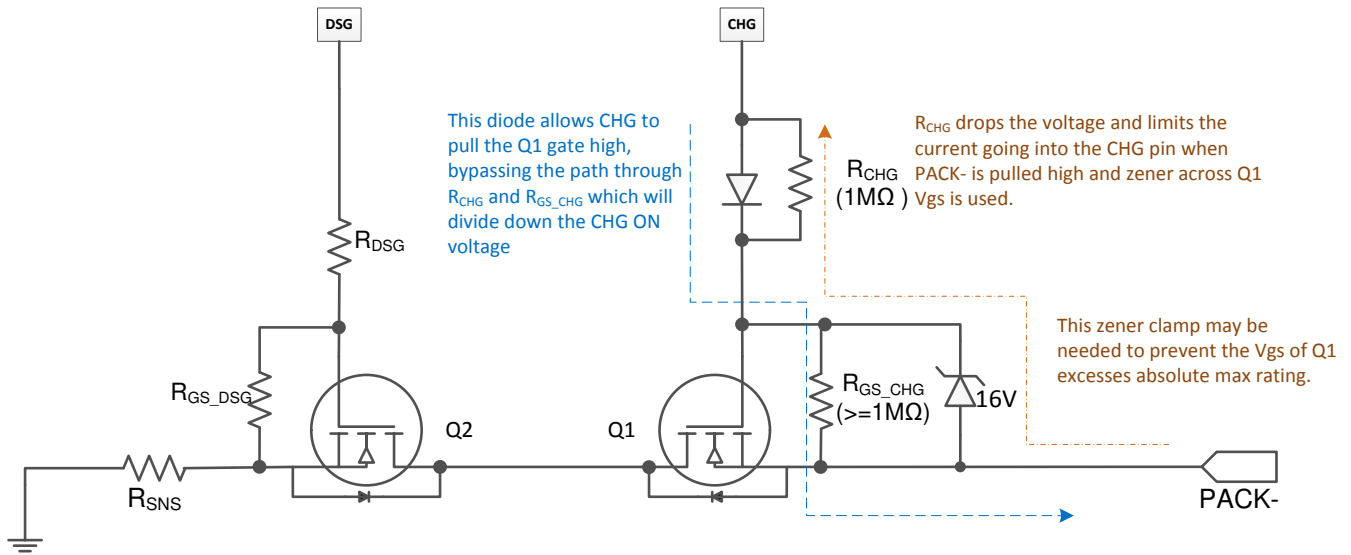 DSG
CHG
This diode allows CHG to
pull the Q1 gate high,
bypassing the path through
RCHG and RGS_CHG which will
divide down the CHG ON
voltage
RCHG
(1MΩ )
RCHG drops the voltage and limits the
current going into the CHG pin when
PACK- is pulled high and zener across Q1
Vgs is used.
RDSG
This zener clamp may be
needed to prevent the Vgs of Q1
excesses absolute max rating.
RGS_DSG
RGS_CHG
(>=1MΩ)
16V
Q2
Q1
RSNS
PACK-